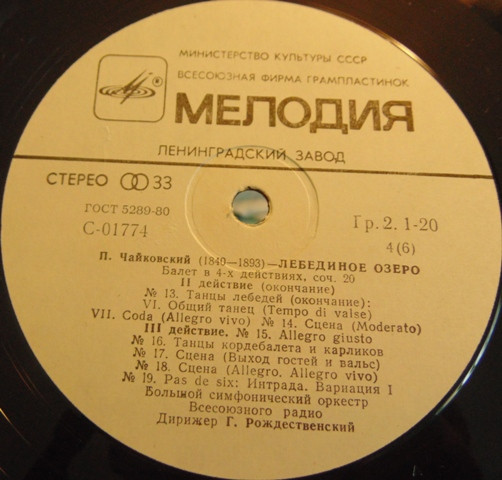 МИНИСТЕРСТВО КУЛЬТУРЫ СССР
ВСЕСОЮЗНАЯ ФИРМА ГРАМПЛАСТИНОК
®
МЕЛОДИЯ
ЛЕНИНГРАДСКИЙ ЗАВОД
СТЕРЕО 33
ГОСТ 5289-80
С-01774
Гр. 2. 1-20
4 (6)
П. Чайковский (1840—1893)—ЛЕБЕДИНОЕ ОЗЕРО
Балет в 4-х действиях, соч. 20
II действие (окончание)
№ 13. Танцы лебедей (окончание):
VI. Общий танец (Tempo di valse)
VII. Coda (Allegro vivo) № 14. Сцена (Moderato)
III действие. № 15. Allegro giusto
№ 16. Танцы кордебалета и карликов
№ 17. Сцена (Выход гостей и вальс)
№ 18. Сцена (Allegro, Allegro vivo)
№ 19. Pas de six: Интрада. Вариация I
Большой симфонический оркестр
Всесоюзного радио
Дирижер Г. Рождественский